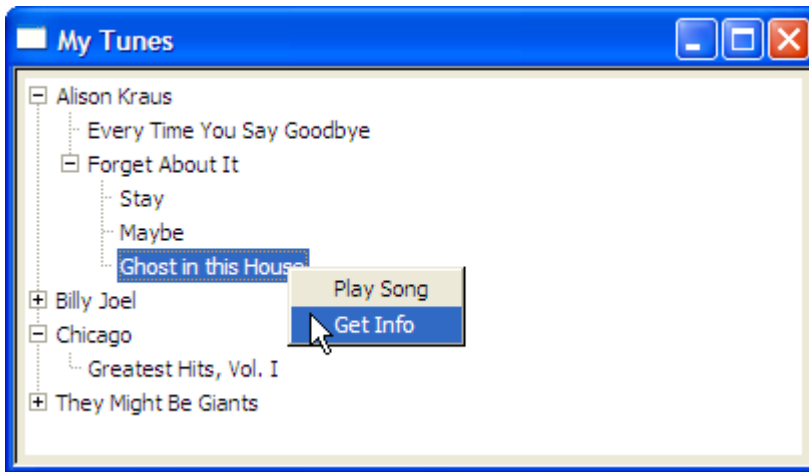 My Tunes
Alison Kraus
Every Time You Say Goodbye
Forget About It
Stay
Maybe
Ghost in this House
Play Song
Billy Joel
Get Info
Chicago
Greatest Hits, Vol. I
They Might Be Giants